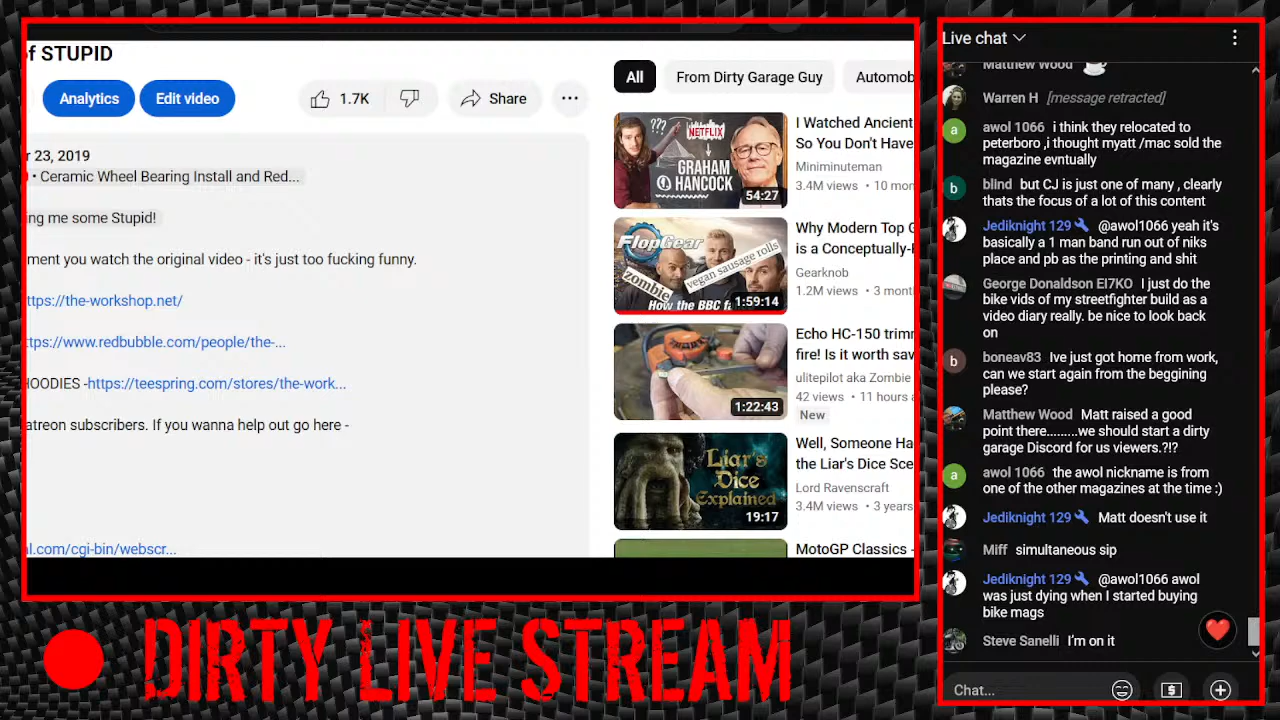 f STUPID
Analytics
Edit video
1.7K
Share
r 23, 2019
• Ceramic Wheel Bearing Install and Red...
ng me some Stupid!
ment you watch the original video - it's just too fucking funny.
ttps://the-workshop.net/
tps://www.redbubble.com/people/the-...
HOODIES -https://teespring.com/stores/the-work...
atreon subscribers. If you wanna help out go here -
al.com/cgi-bin/webscr...
All
From Dirty Garage Guy
Automob
???
NETFLIX
GRAHAM
HANCOCK
54:27
I Watched Ancient
So You Don't Have
Miniminuteman
3.4M views • 10 mon
FlopGear
zombie
vegan sausage rolls
How the BBC fa
1:59:14
Why Modern Top G
is a Conceptually-
Gearknob
1.2M views • 3 mont
1:22:43
Echo HC-150 trimm
fire! Is it worth sav
ulitepilot aka Zombie
42 views • 11 hours a
New
Liar's
Dice
Explained
19:17
Well, Someone Ha
the Liar's Dice Sce
Lord Ravenscraft
3.4M views • 3 years
MotoGP Classics -
DIRTY LIVE STREAM
Live chat
Matthew Wood
Warren H [message retracted]
a
awol 1066 i think they relocated to
peterboro ,i thought myatt /mac sold the
magazine evntually
b
blind but CJ is just one of many , clearly
thats the focus of a lot of this content
Jediknight 129 @awol1066 yeah it's
basically a 1 man band run out of niks
place and pb as the printing and shit
George Donaldson EI7KO I just do the
bike vids of my streetfighter build as a
video diary really. be nice to look back
on
b
boneav83 Ive just got home from work,
can we start again from the beggining
please?
Matthew Wood Matt raised a good
point there.........we should start a dirty
garage Discord for us viewers.?!?
a
awol 1066 the awol nickname is from
one of the other magazines at the time :)
Jediknight 129 Matt doesn't use it
Miff simultaneous sip
Jediknight 129 @awol1066 awol
was just dying when I started buying
bike mags
Steve Sanelli I'm on it
Chat...